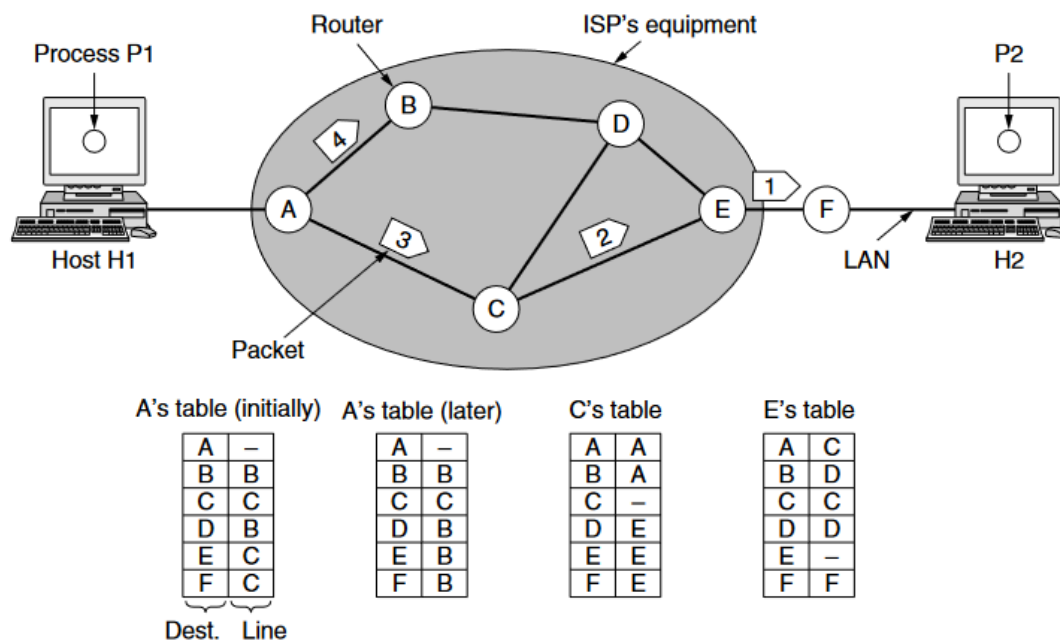 Router
ISP's equipment
Process P1
P2
B
D
4
1
A
E
F
3
2
Host H1
C
LAN
H2
Packet
A's table (initially)
A's table (later)
C's table
E's table
A – A – A A A C
B B B B B A B D
C C C C C – C C
D B D B D E D D
E C E B E E E –
F C F B F E F F
Dest. Line